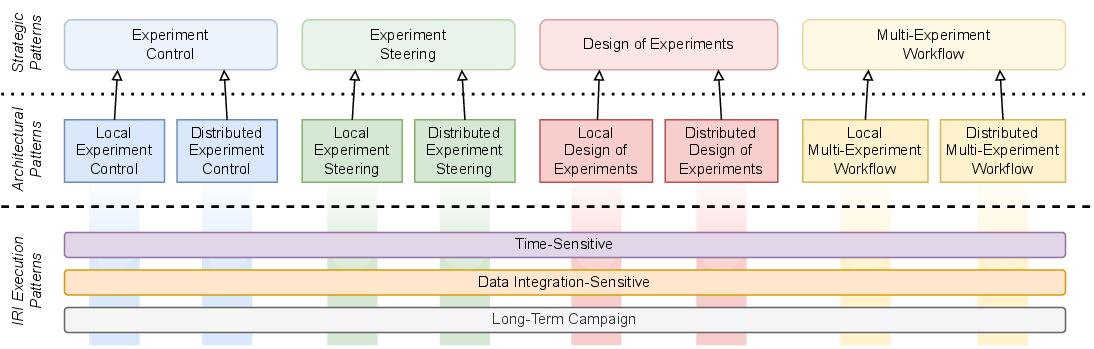 Strategic
Patterns
Experiment
Control
Experiment
Steering
Design of Experiments
Multi-Experiment
Workflow
Architectural
Patterns
Local
Experiment
Control
Distributed
Experiment
Control
Local
Experiment
Steering
Distributed
Experiment
Steering
Local
Design of
Experiments
Distributed
Design of
Experiments
Local
Multi-Experiment
Workflow
Distributed
Multi-Experiment
Workflow
IRI Execution
Patterns
Time-Sensitive
Data Integration-Sensitive
Long-Term Campaign